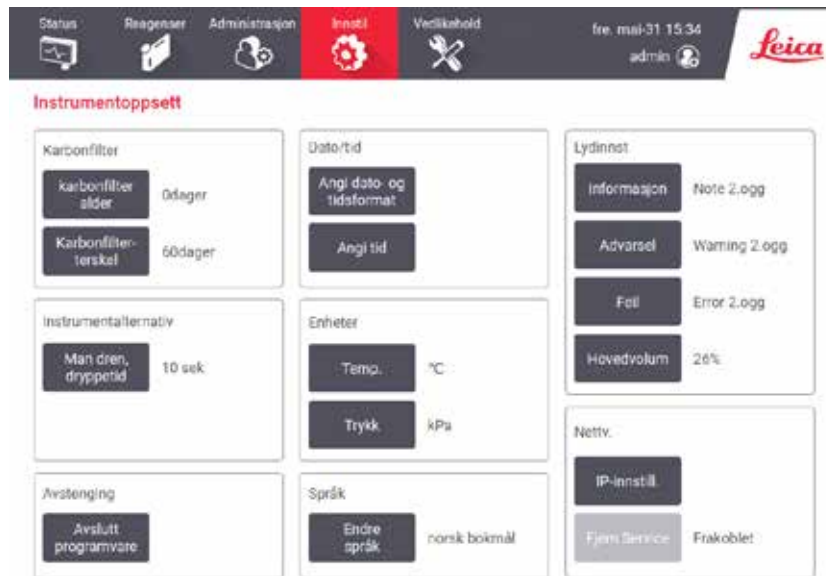 Status Reagenser Administrasjon Innstil Vedlikehold
fre. mai-31 15:34
admin
Leica
Instrumentoppsett
Karbonfilter
karbonfilter
alder
0dager
Karbonfilter-
terskel
60dager
Dato/tid
Angi dato- og
tidsformat
Angi tid
Lydinnst
Informasjon
Note 2.ogg
Advarsel
Warning 2.ogg
Feil
Error 2.ogg
Hovedvolum
26%
Instrumentalternativ
Man dren,
dryppetid
10 sek
Enheter
Temp.
°C
Trykk
kPa
Nettv.
IP-innstill.
Fjern Service
Frakoblet
Avstenging
Avslutt
programvare
Språk
Endre
språk
norsk bokmål